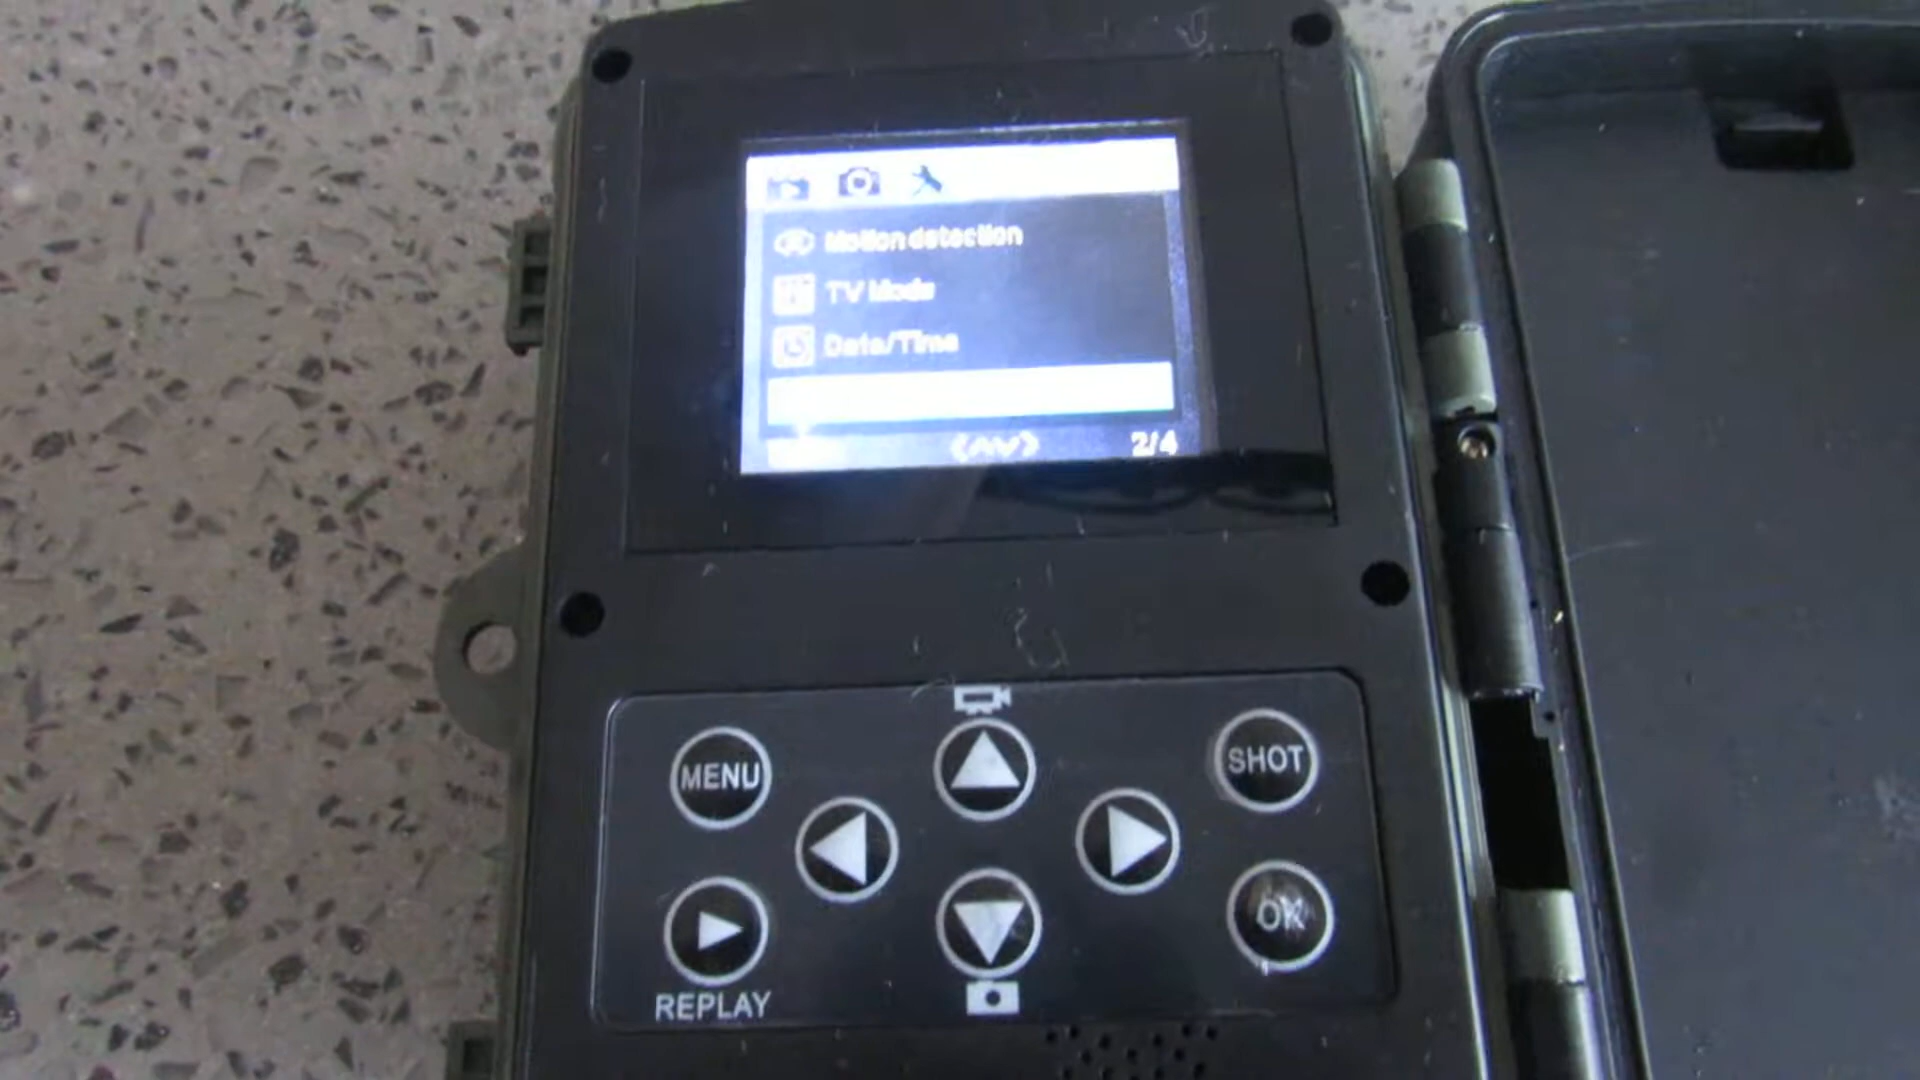 Motion detection
TV Mode
Date/Time
2/4
MENU
SHOT
OK
REPLAY